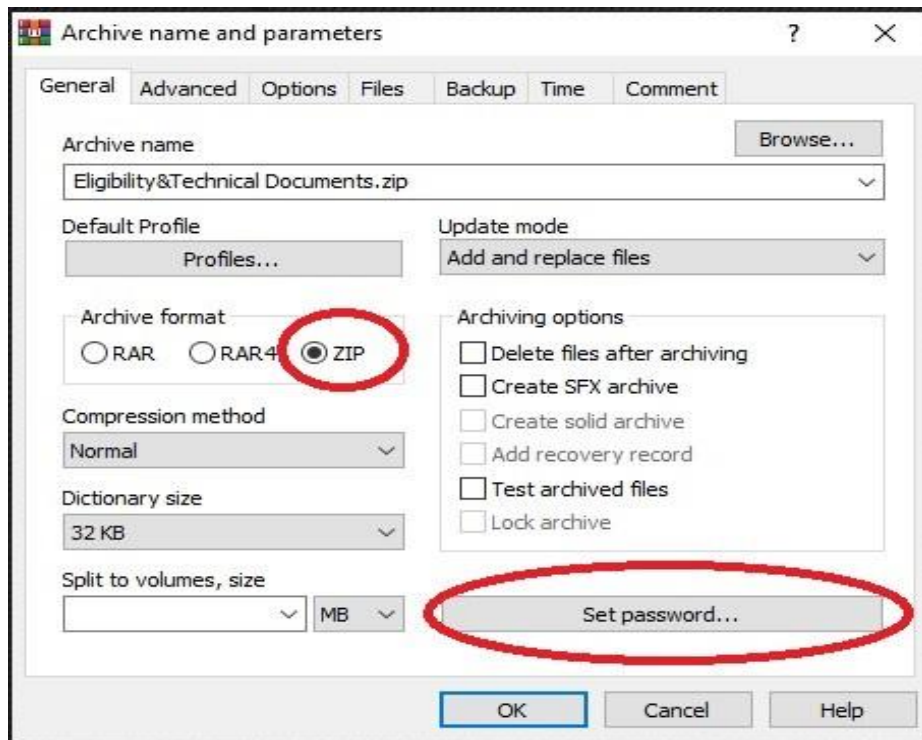 Archive name and parameters
?
General Advanced Options Files Backup Time Comment
Archive name
Browse...
Eligibility&Technical Documents.zip
Default Profile
Update mode
Profiles...
Add and replace files
Archive format
Archiving options
RAR RAR4 ZIP
Delete files after archiving
Create SFX archive
Compression method
Create solid archive
Normal
Add recovery record
Dictionary size
Test archived files
32 KB
Lock archive
Split to volumes, size
MB
Set password...
OK Cancel Help